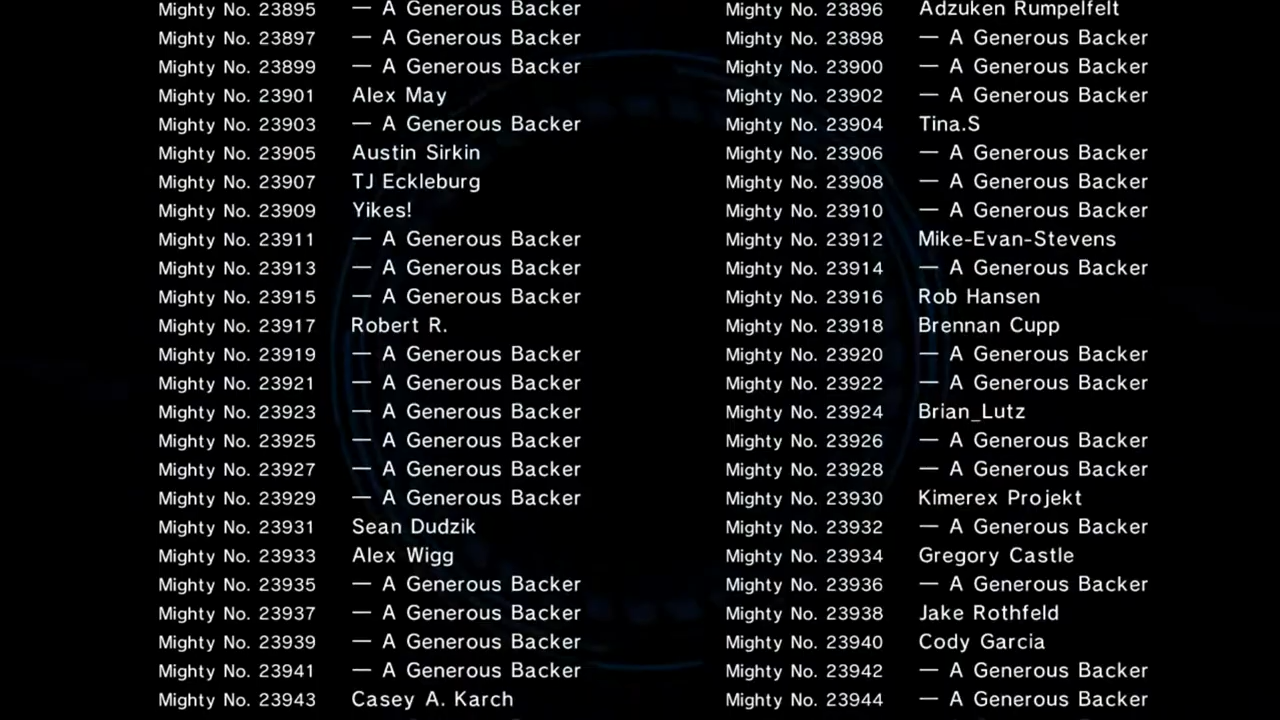 Mighty No. 23895 — A Generous Backer Mighty No. 23896 Adzuken Rumpelfelt
Mighty No. 23897 — A Generous Backer Mighty No. 23898 — A Generous Backer
Mighty No. 23899 — A Generous Backer Mighty No. 23900 — A Generous Backer
Mighty No. 23901 Alex May Mighty No. 23902 — A Generous Backer
Mighty No. 23903 — A Generous Backer Mighty No. 23904 Tina.S
Mighty No. 23905 Austin Sirkin Mighty No. 23906 — A Generous Backer
Mighty No. 23907 TJ Eckleburg Mighty No. 23908 — A Generous Backer
Mighty No. 23909 Yikes! Mighty No. 23910 — A Generous Backer
Mighty No. 23911 — A Generous Backer Mighty No. 23912 Mike-Evan-Stevens
Mighty No. 23913 — A Generous Backer Mighty No. 23914 — A Generous Backer
Mighty No. 23915 — A Generous Backer Mighty No. 23916 Rob Hansen
Mighty No. 23917 Robert R. Mighty No. 23918 Brennan Cupp
Mighty No. 23919 — A Generous Backer Mighty No. 23920 — A Generous Backer
Mighty No. 23921 — A Generous Backer Mighty No. 23922 — A Generous Backer
Mighty No. 23923 — A Generous Backer Mighty No. 23924 Brian_Lutz
Mighty No. 23925 — A Generous Backer Mighty No. 23926 — A Generous Backer
Mighty No. 23927 — A Generous Backer Mighty No. 23928 — A Generous Backer
Mighty No. 23929 — A Generous Backer Mighty No. 23930 Kimerex Projekt
Mighty No. 23931 Sean Dudzik Mighty No. 23932 — A Generous Backer
Mighty No. 23933 Alex Wigg Mighty No. 23934 Gregory Castle
Mighty No. 23935 — A Generous Backer Mighty No. 23936 — A Generous Backer
Mighty No. 23937 — A Generous Backer Mighty No. 23938 Jake Rothfeld
Mighty No. 23939 — A Generous Backer Mighty No. 23940 Cody Garcia
Mighty No. 23941 — A Generous Backer Mighty No. 23942 — A Generous Backer
Mighty No. 23943 Casey A. Karch Mighty No. 23944 — A Generous Backer